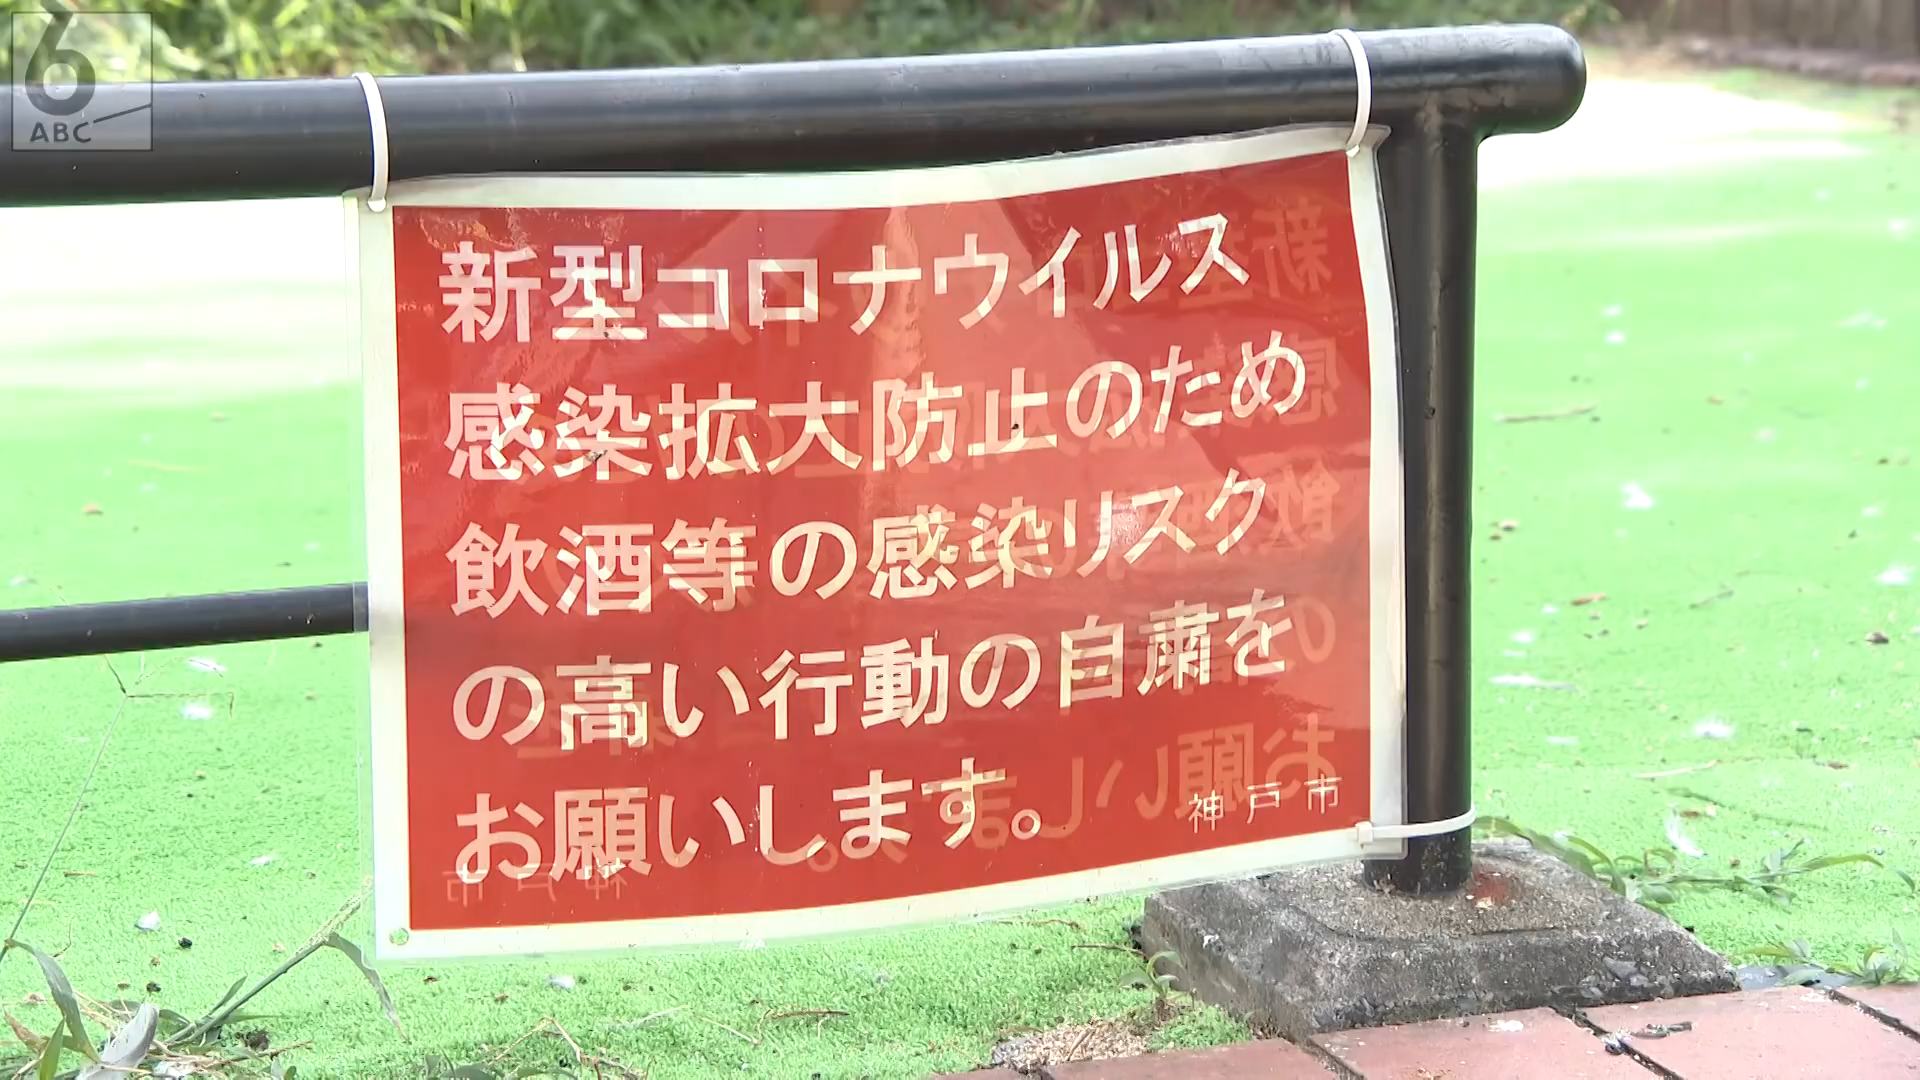 6
ABC
新型コロナウイルス
感染拡大防止のため
飲酒等の感染リスク
の高い行動の自粛を
お願いします。
神戸市